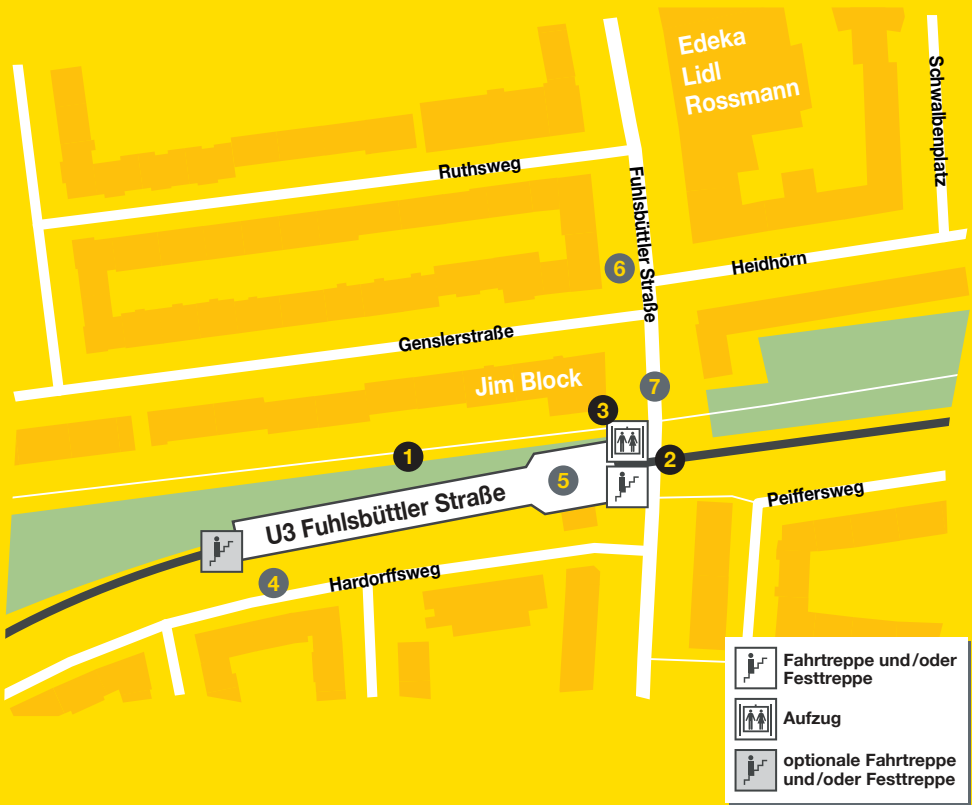 Edeka
Lidl
Rossmann
Schwalbenplatz
Ruthsweg
Fuhlsbüttler Straße
6
Heidhörn
Genslerstraße
Jim Block
7
3
1
2
5
U3 Fuhlsbüttler Straße
Peiffersweg
4
Hardorffsweg
Fahrtreppe und/oder
Festtreppe
Aufzug
optionale Fahrtreppe
und/oder Festtreppe